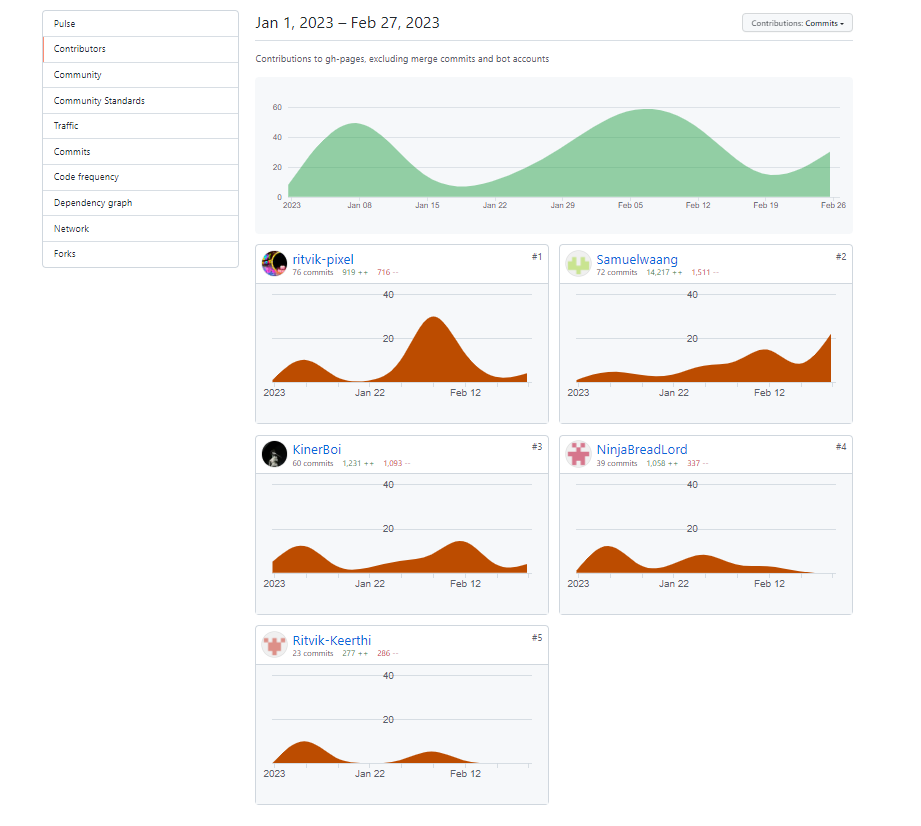 Pulse
Contributors
Community
Community Standards
Traffic
Commits
Code frequency
Dependency graph
Network
Forks
Jan 1, 2023 – Feb 27, 2023
Contributions: Commits
Contributions to gh-pages, excluding merge commits and bot accounts
60
40
20
0
2023 Jan 08 Jan 15 Jan 22 Jan 29 Feb 05 Feb 12 Feb 19 Feb 26
ritvik-pixel #1
76 commits 919 ++ 716 --
40
20
2023 Jan 22 Feb 12
Samuelwaang #2
72 commits 14,217 ++ 1,511 --
40
20
2023 Jan 22 Feb 12
KinerBoi #3
60 commits 1,231 ++ 1,093 --
40
20
2023 Jan 22 Feb 12
NinjaBreadLord #4
39 commits 1,058 ++ 337 --
40
20
2023 Jan 22 Feb 12
Ritvik-Keerthi #5
23 commits 277 ++ 286 --
40
20
2023 Jan 22 Feb 12